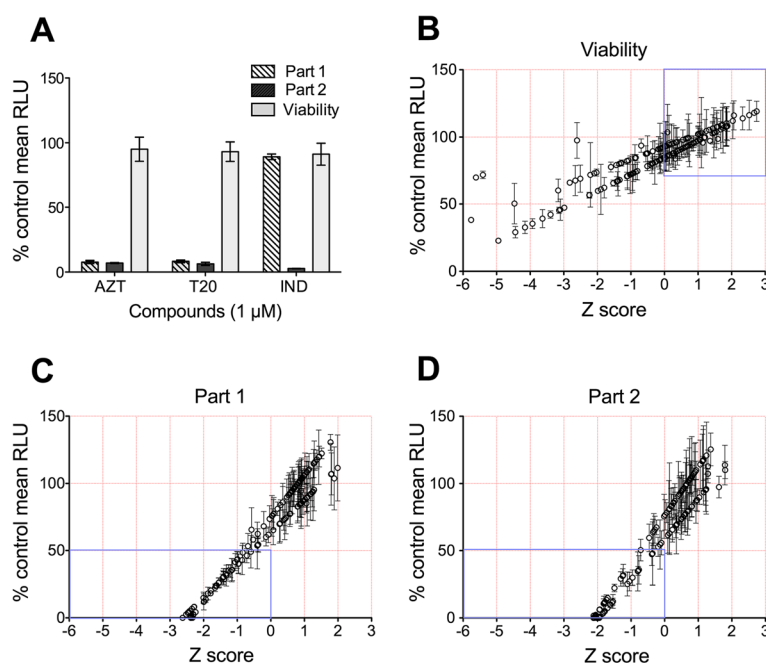 A
Part 1
Part 2
Viability
% control mean RLU
150
100
50
0
AZT T20 IND
Compounds (1 µM)
B
Viability
% control mean RLU
150
100
50
0
-6 -5 -4 -3 -2 -1 0 1 2 3
Z score
C
Part 1
% control mean RLU
150
100
50
0
-6 -5 -4 -3 -2 -1 0 1 2 3
Z score
D
Part 2
% control mean RLU
150
100
50
0
-6 -5 -4 -3 -2 -1 0 1 2 3
Z score